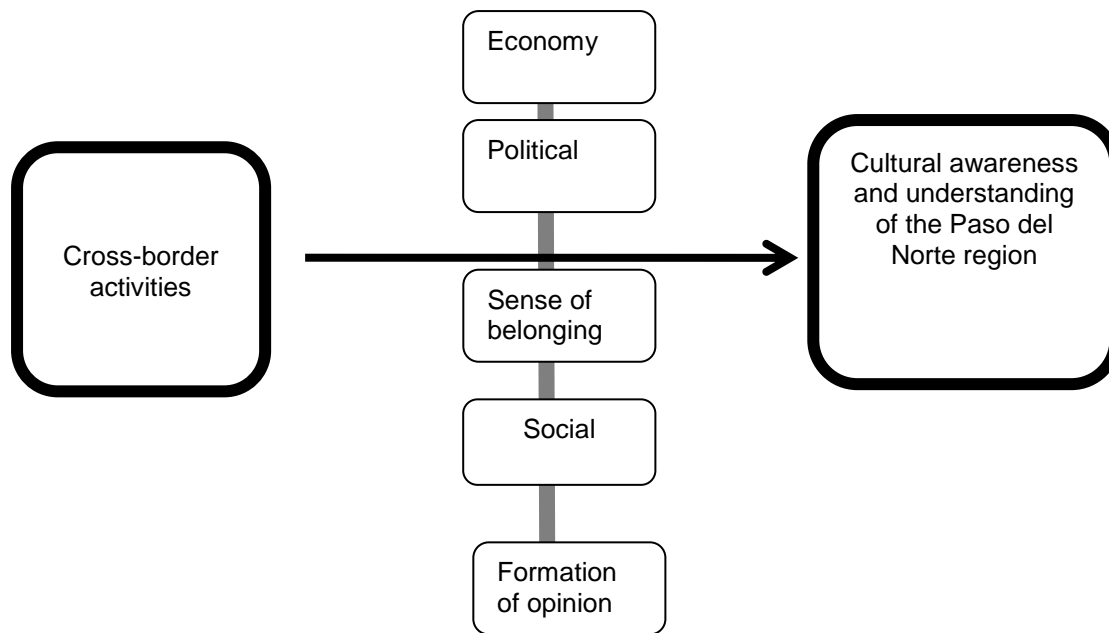 Economy
Political
Cross-border
activities
Sense of
belonging
Social
Formation
of opinion
Cultural awareness
and understanding
of the Paso del
Norte region